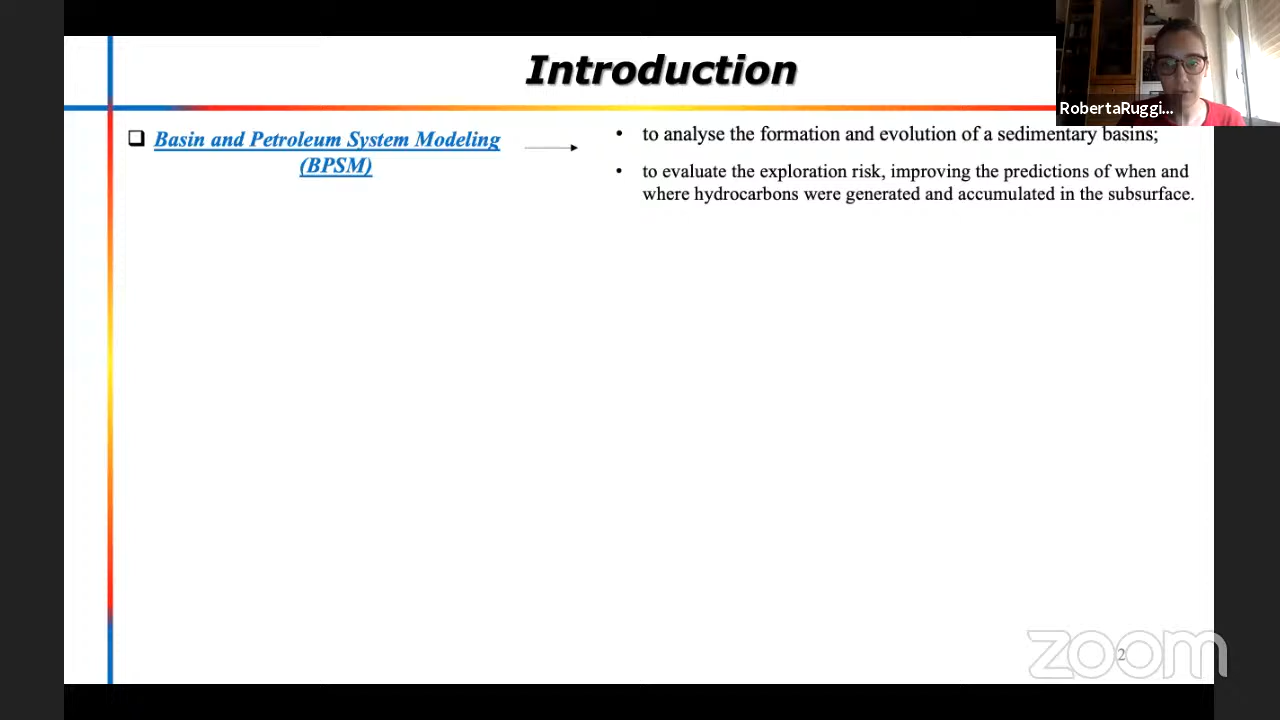 Introduction
RobertaRuggi...
❑ Basin and Petroleum System Modeling
(BPSM)
• to analyse the formation and evolution of a sedimentary basins;
• to evaluate the exploration risk, improving the predictions of when and
where hydrocarbons were generated and accumulated in the subsurface.
zoom
2